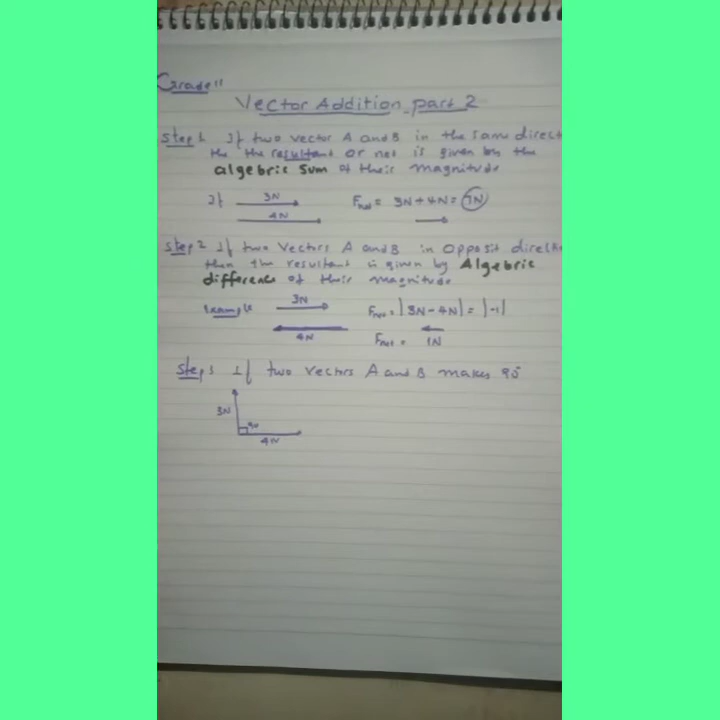 Grade 11
Vector Addition part 2
Step 1 If two vector A and B in the same direct
the the resultant or net is given by the
algebric Sum of their magnitude
If 3N Fnet = 3N + 4N = 7N
4N
Step 2 If two Vectors A and B in opposit direct
then the resultant is given by Algebric
difference of their magnitude
Example 3N Fnet = |3N - 4N| = |-1|
4N Fnet = 1N
Step 3 If two vectors A and B makes 90°
3N
90
4N